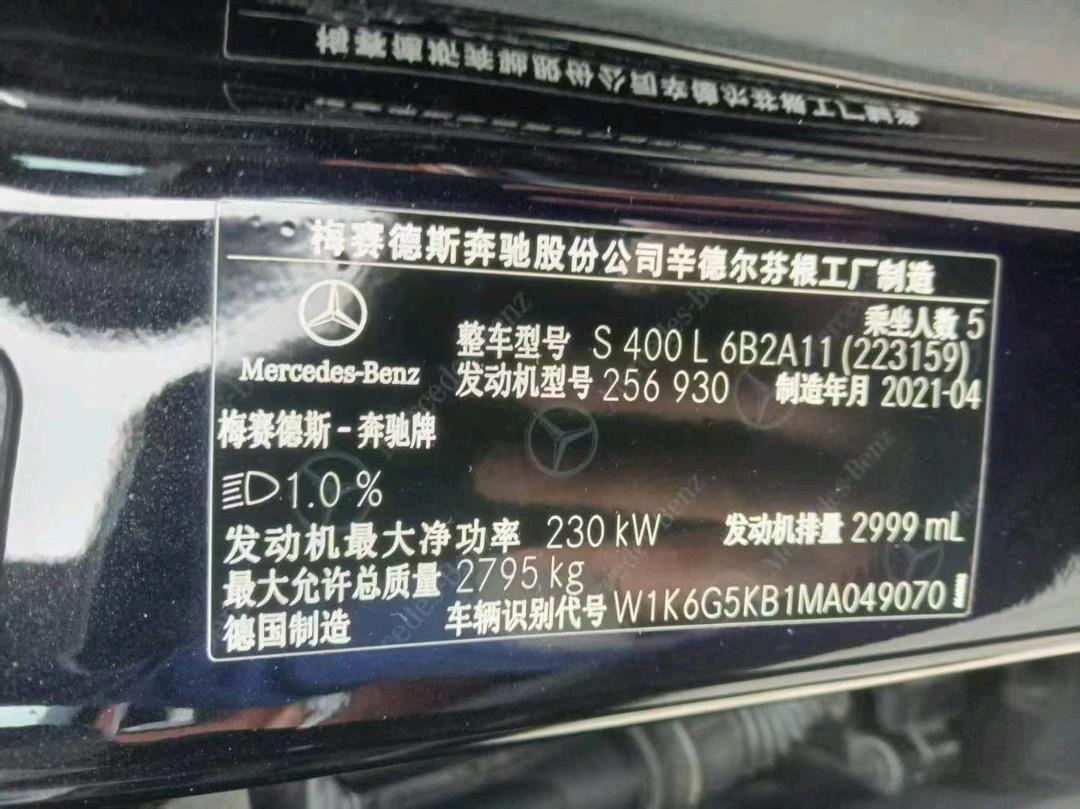 梅赛德斯奔驰股份公司辛德尔芬根工厂制造
乘坐人数 5
Mercedes-Benz
整车型号 S 400 L 6B2A11 (223159)
发动机型号 256 930 制造年月 2021-04
梅赛德斯-奔驰牌
1.0 %
发动机最大净功率 230 kW 发动机排量 2999 mL
最大允许总质量 2795 kg
德国制造 车辆识别代号 W1K6G5KB1MA049070